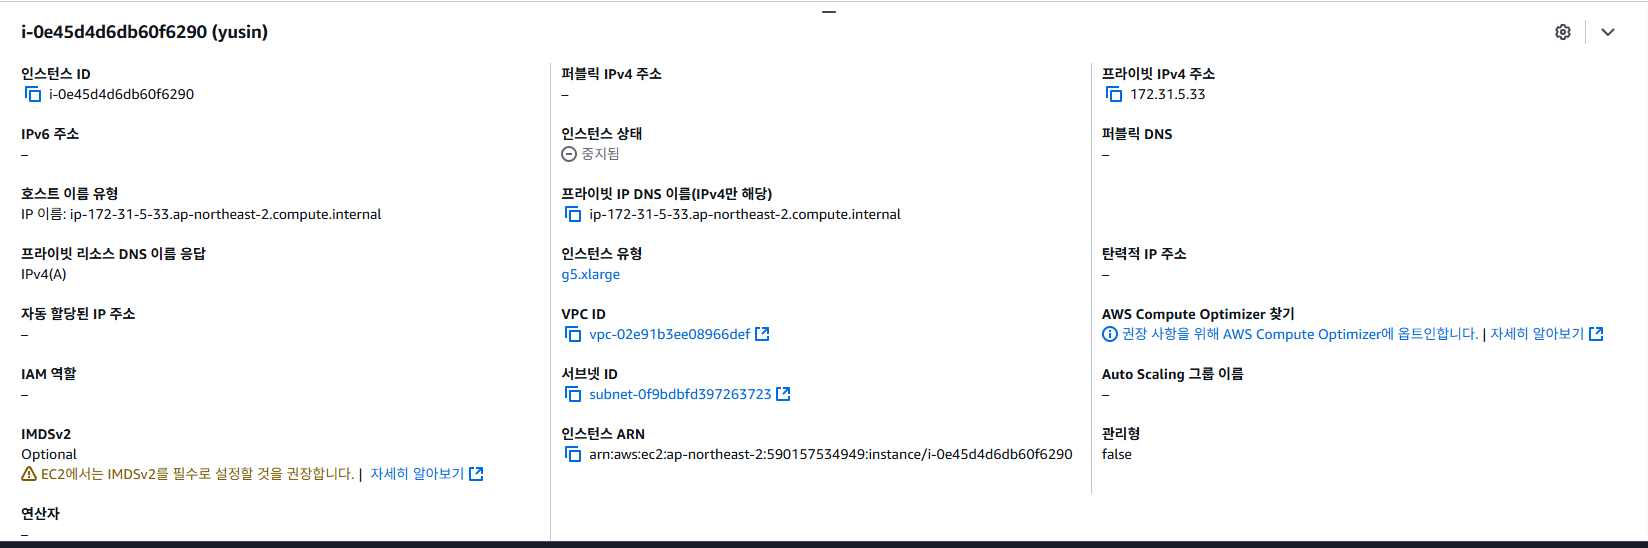 i-0e45d4d6db60f6290 (yusin)
인스턴스 ID
i-0e45d4d6db60f6290
퍼블릭 IPv4 주소
–
프라이빗 IPv4 주소
172.31.5.33
IPv6 주소
–
인스턴스 상태
중지됨
퍼블릭 DNS
–
호스트 이름 유형
IP 이름: ip-172-31-5-33.ap-northeast-2.compute.internal
프라이빗 IP DNS 이름(IPv4만 해당)
ip-172-31-5-33.ap-northeast-2.compute.internal
프라이빗 리소스 DNS 이름 응답
IPv4(A)
인스턴스 유형
g5.xlarge
탄력적 IP 주소
–
자동 할당된 IP 주소
–
VPC ID
vpc-02e91b3ee08966def
AWS Compute Optimizer 찾기
권장 사항을 위해 AWS Compute Optimizer에 옵트인합니다. | 자세히 알아보기
IAM 역할
–
서브넷 ID
subnet-0f9bdbfd397263723
Auto Scaling 그룹 이름
–
IMDSv2
Optional
EC2에서는 IMDSv2를 필수로 설정할 것을 권장합니다. | 자세히 알아보기
인스턴스 ARN
arn:aws:ec2:ap-northeast-2:590157534949:instance/i-0e45d4d6db60f6290
관리형
false
연산자
–